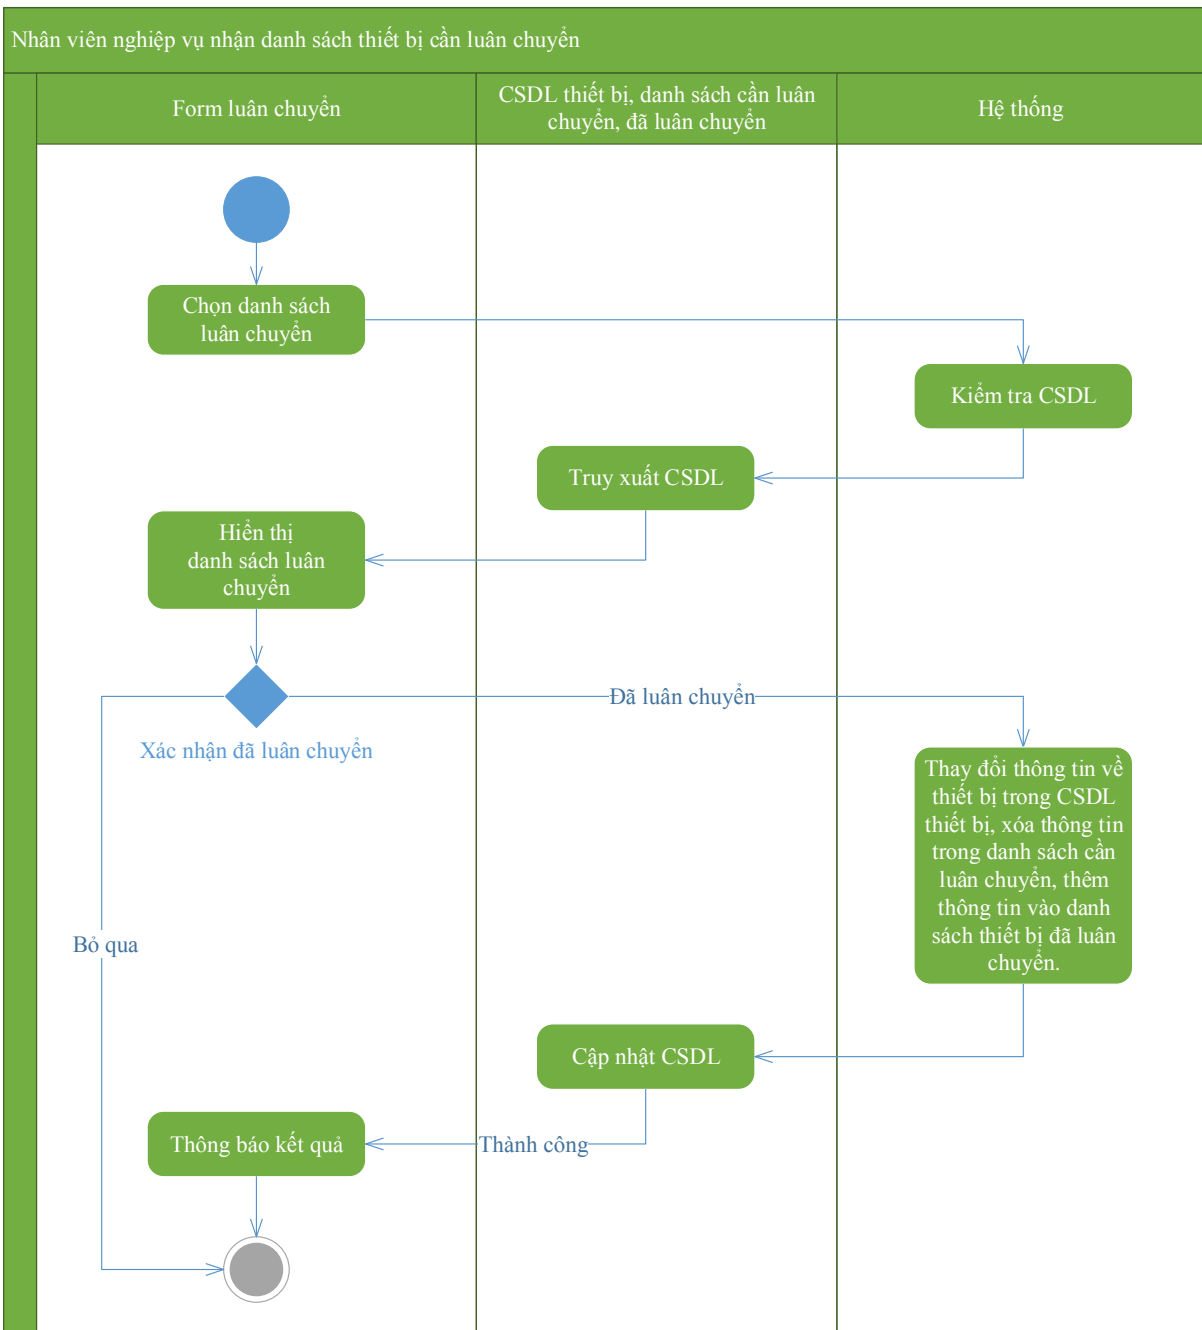 Nhân viên nghiệp vụ nhận danh sách thiết bị cần luân chuyển
Form luân chuyển
CSDL thiết bị, danh sách cần luân
chuyển, đã luân chuyển
Hệ thống
Chọn danh sách
luân chuyển
Kiểm tra CSDL
Truy xuất CSDL
Hiển thị
danh sách luân
chuyển
Đã luân chuyển
Xác nhận đã luân chuyển
Thay đổi thông tin về
thiết bị trong CSDL
thiết bị, xóa thông tin
trong danh sách cần
luân chuyển, thêm
thông tin vào danh
sách thiết bị đã luân
chuyển.
Bỏ qua
Cập nhật CSDL
Thành công
Thông báo kết quả